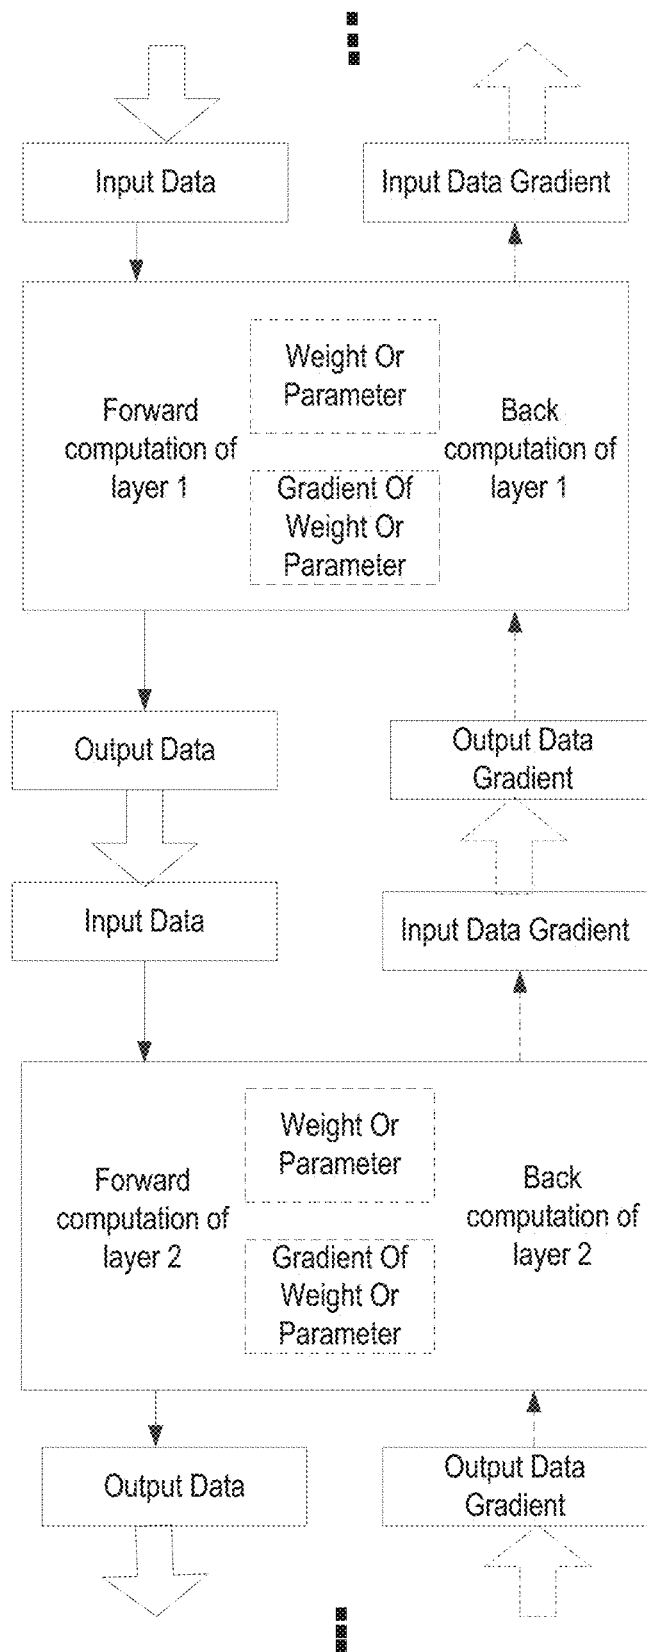 Input Data
Input Data Gradient
Weight Or
Parameter
Forward
computation of
layer 1
Back
computation of
layer 1
Gradient Of
Weight Or
Parameter
Output Data
Output Data
Gradient
Input Data
Input Data Gradient
Weight Or
Parameter
Forward
computation of
layer 2
Back
computation of
layer 2
Gradient Of
Weight Or
Parameter
Output Data
Output Data
Gradient